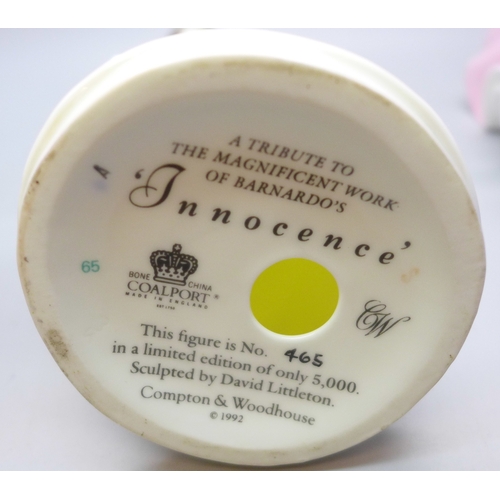 A TRIBUTE TO
THE MAGNIFICENT WORK
OF BARNARDO'S
'Innocence'
A
65
BONE CHINA
COALPORT®
MADE IN ENGLAND
CW
This figure is No. 465
in a limited edition of only 5,000.
Sculpted by David Littleton.
Compton & Woodhouse
© 1992